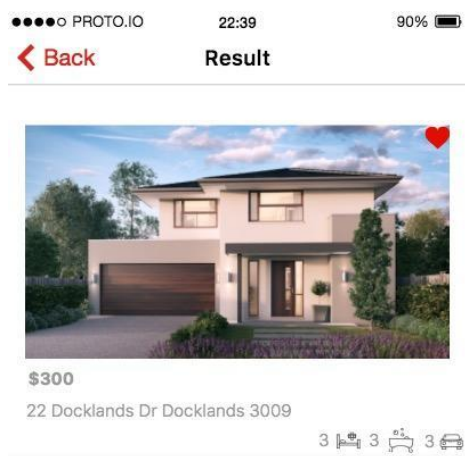 PROTO.IO 22:39 90%
Back Result
$300
22 Docklands Dr Docklands 3009
3 3 3